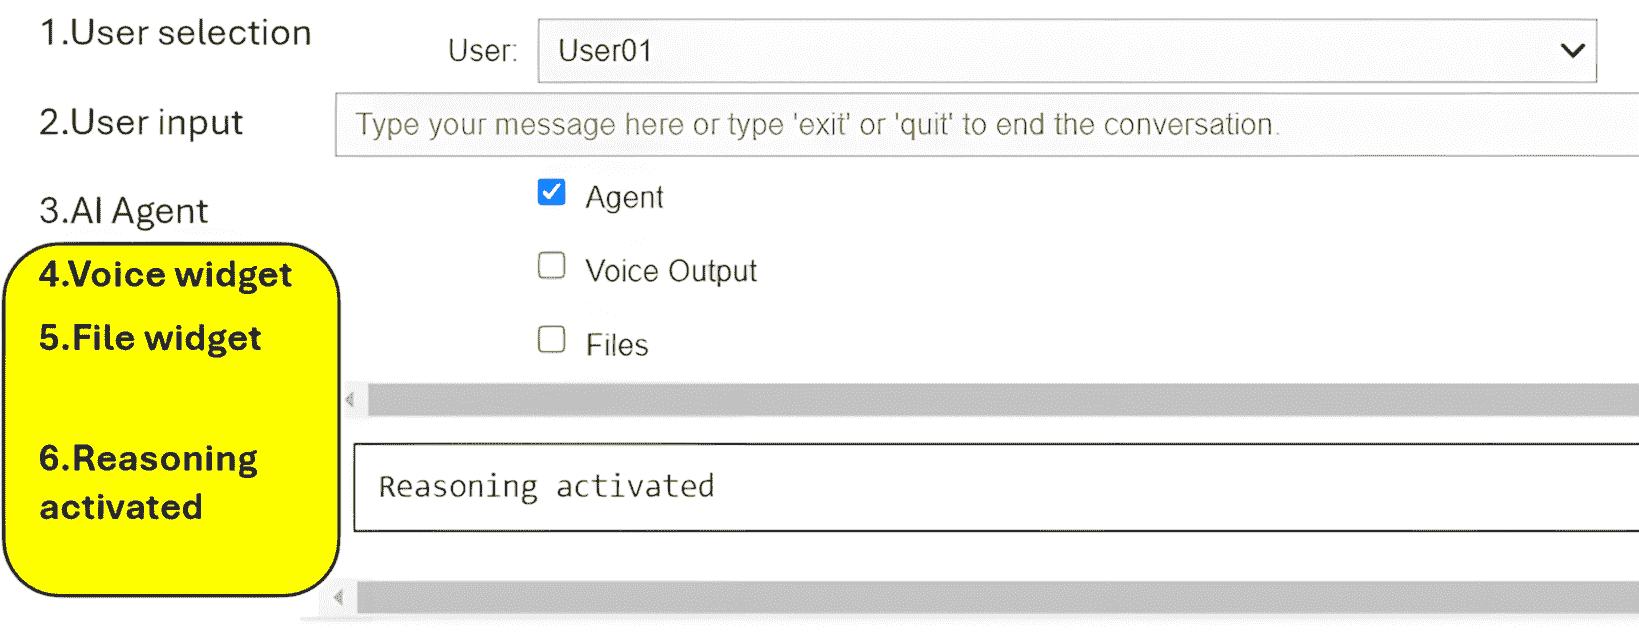 1.User selection
User:
User01
2.User input
Type your message here or type 'exit' or 'quit' to end the conversation.
3.AI Agent
Agent
4.Voice widget
Voice Output
5.File widget
Files
6.Reasoning
activated
Reasoning activated